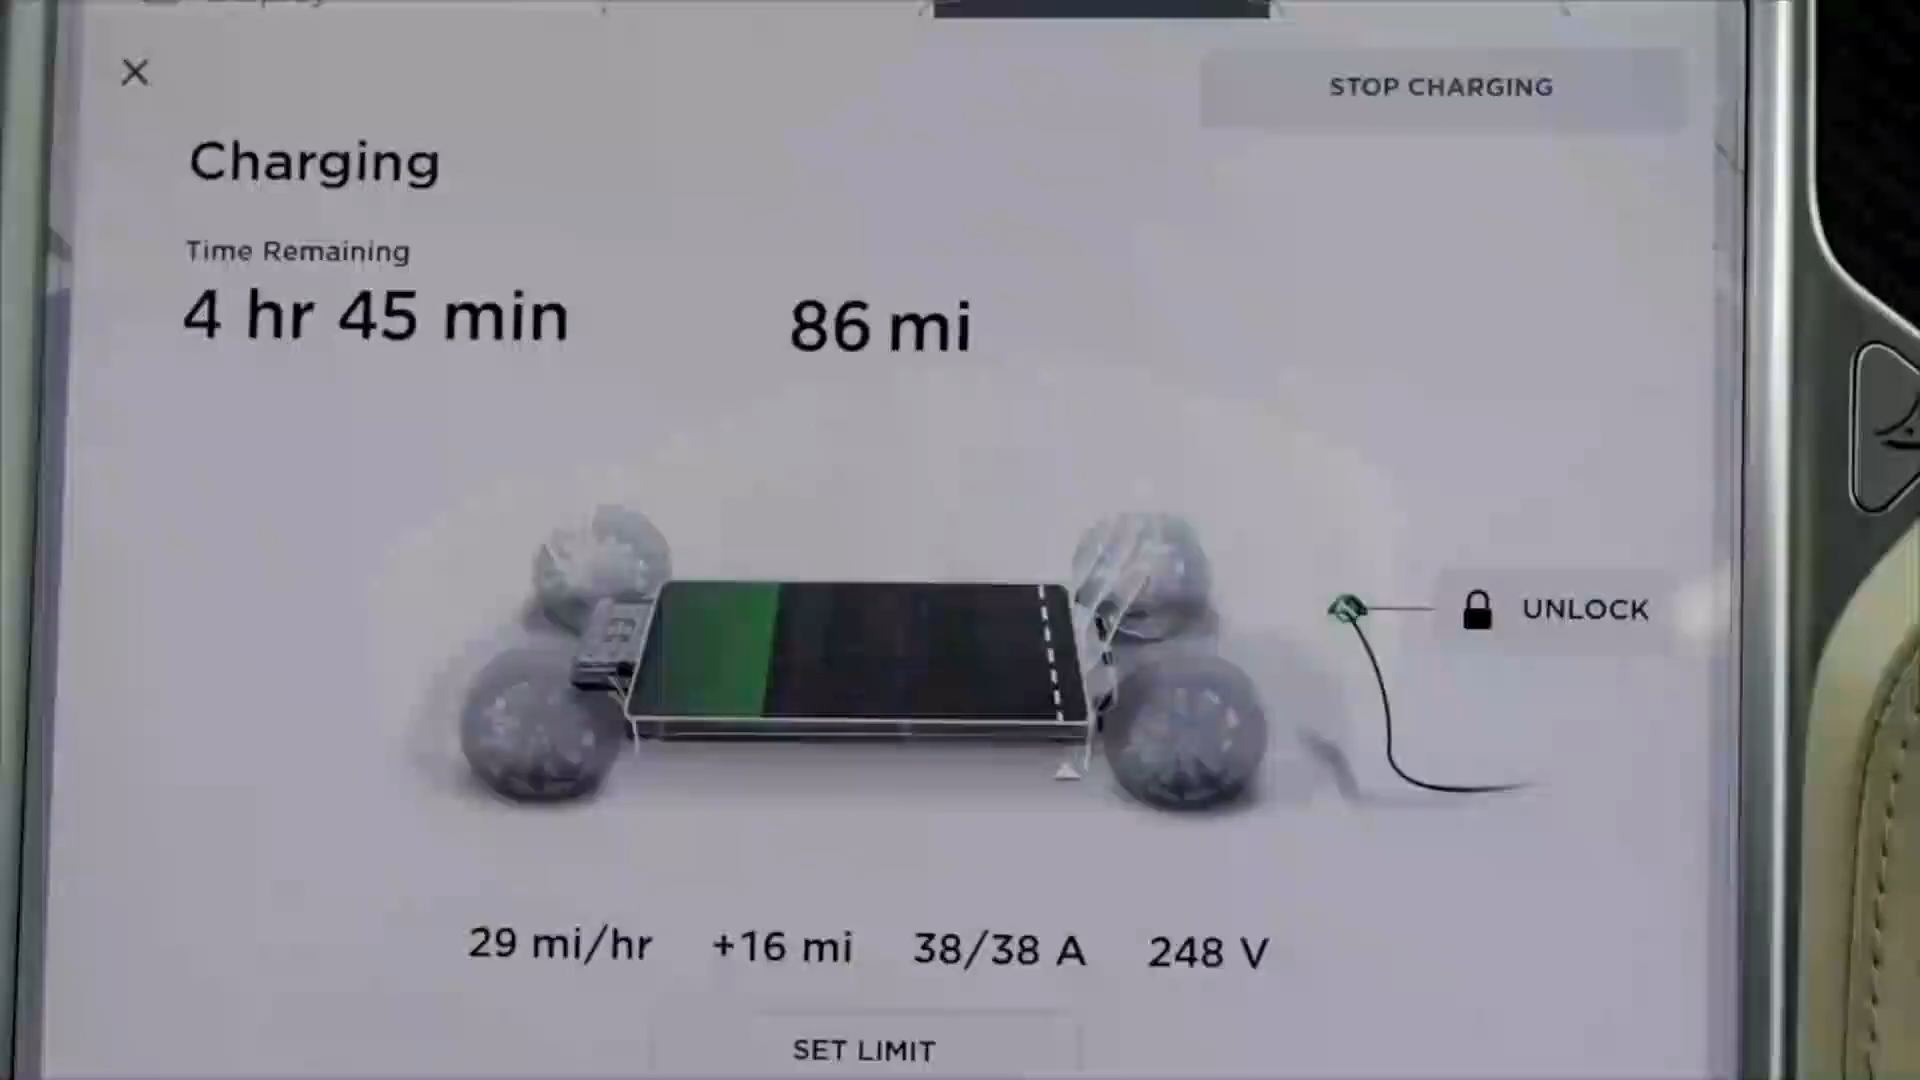 STOP CHARGING
Charging
Time Remaining
4 hr 45 min
86 mi
UNLOCK
29 mi/hr +16 mi 38/38 A 248 V
SET LIMIT